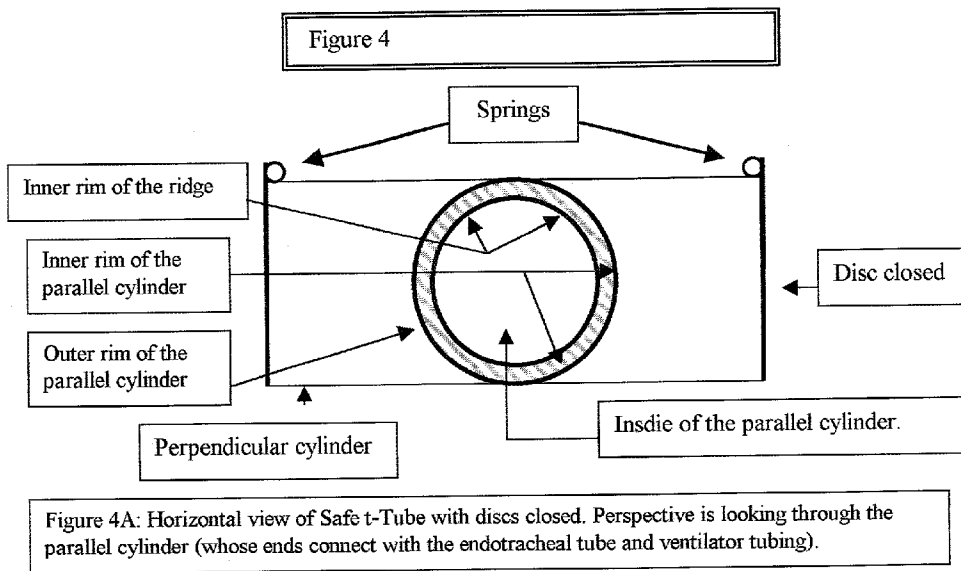 Figure 4
Springs
Inner rim of the ridge
Inner rim of the
parallel cylinder
Disc closed
Outer rim of the
parallel cylinder
Insdie of the parallel cylinder.
Perpendicular cylinder
Figure 4A: Horizontal view of Safe t-Tube with discs closed. Perspective is looking through the
parallel cylinder (whose ends connect with the endotracheal tube and ventilator tubing).